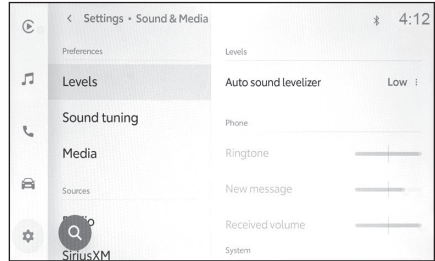 < Settings • Sound & Media
4:12
Preferences
Levels
Sound tuning
Media
Sources
SiriusXM
Levels
Auto sound levelizer
Low
Phone
Ringtone
New message
Received volume
System